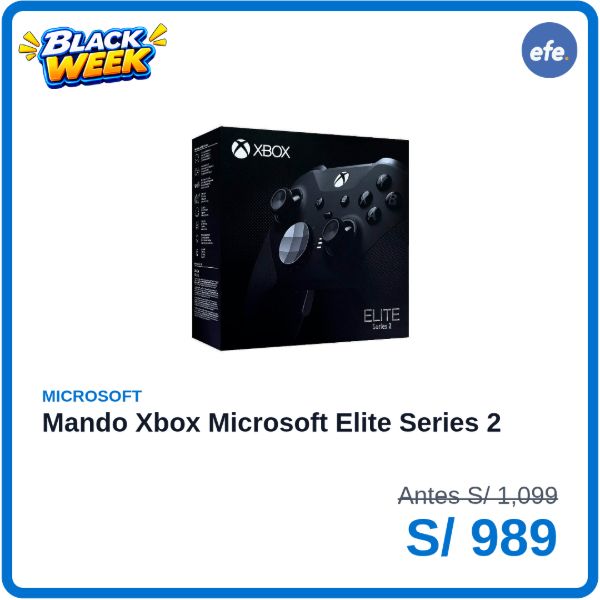 BLACK
WEEK
efe.
XBOX
ELITE
Series 2
MICROSOFT
Mando Xbox Microsoft Elite Series 2
Antes S/ 1,099
S/ 989